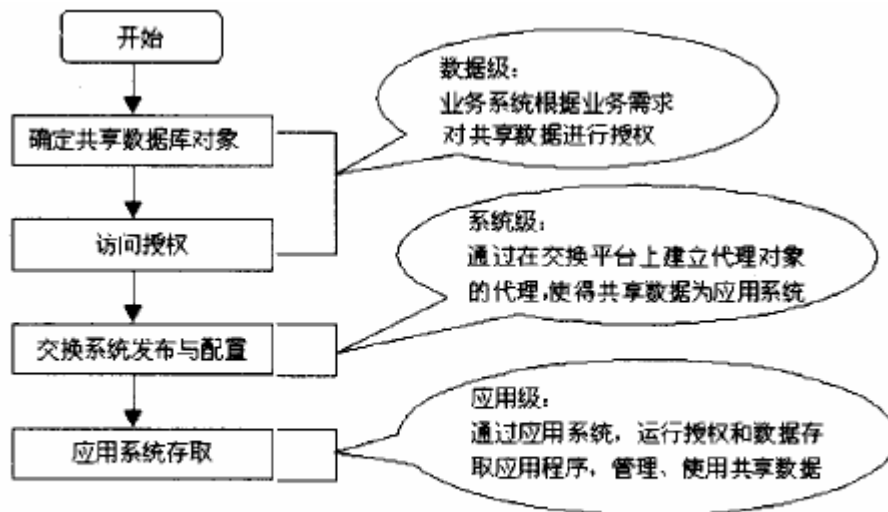 开始
确定共享数据库对象
访问授权
交换系统发布与配置
应用系统存取
数据级：
业务系统根据业务需求
对共享数据进行授权
系统级：
通过在交换平台上建立代理对象
的代理，使得共享数据为应用系统
应用级：
通过应用系统，运行授权和数据存
取应用程序，管理、使用共享数据